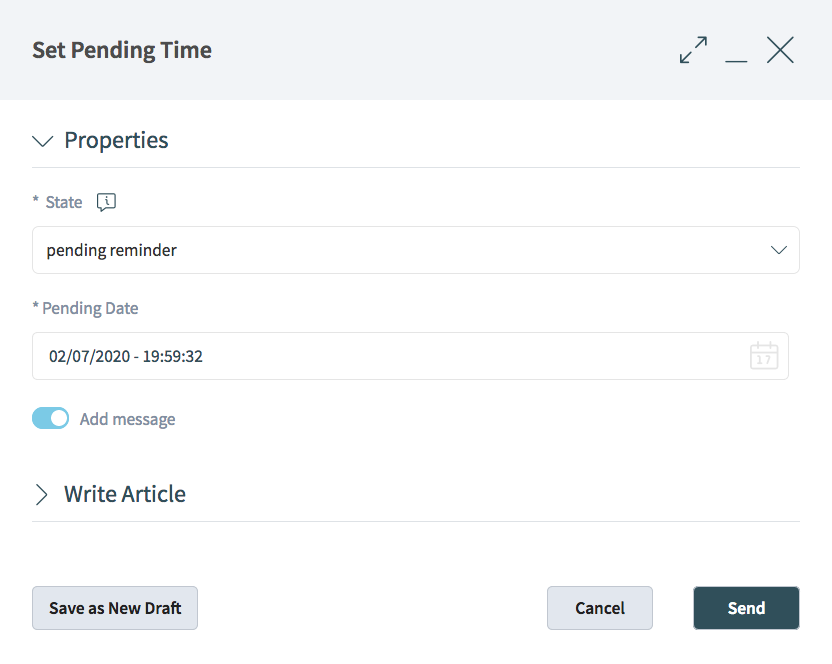 Set Pending Time
Properties
* State
pending reminder
* Pending Date
02/07/2020 - 19:59:32
17
Add message
Write Article
Save as New Draft
Cancel
Send